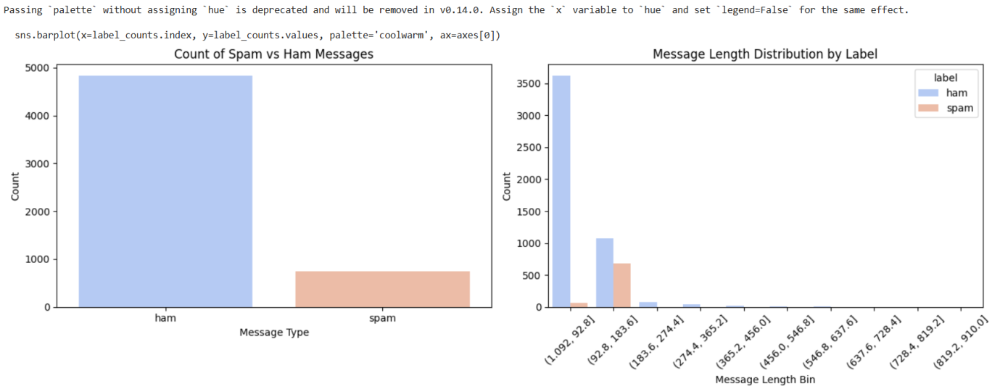 Passing `palette` without assigning `hue` is deprecated and will be removed in v0.14.0. Assign the `x` variable to `hue` and set `legend=False` for the same effect.
sns.barplot(x=label_counts.index, y=label_counts.values, palette='coolwarm', ax=axes[0])
Count of Spam vs Ham Messages
5000
4000
3000
2000
1000
0
Count
ham
spam
Message Type
Message Length Distribution by Label
3500
3000
2500
2000
1500
1000
500
0
Count
label
ham
spam
(1.092, 92.8]
(92.8, 183.6]
(183.6, 274.4]
(274.4, 365.2]
(365.2, 456.0]
(456.0, 546.8]
(546.8, 637.6]
(637.6, 728.4]
(728.4, 819.2]
(819.2, 910.0]
Message Length Bin